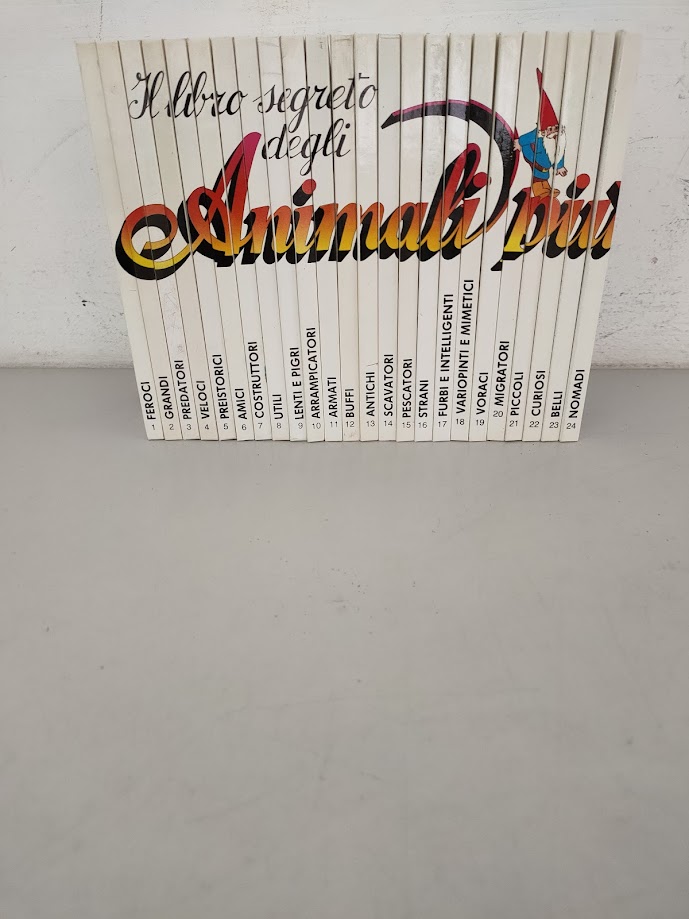 Il libro segreto
degli
Animali più
FEROCI
1
GRANDI
2
PREDATORI
3
VELOCI
4
PREISTORICI
5
AMICI
6
COSTRUTTORI
7
UTILI
8
LENTI E PIGRI
9
ARRAMPICATORI
10
ARMATI
11
BUFFI
12
ANTICHI
13
SCAVATORI
14
PESCATORI
15
STRANI
16
FURBI E INTELLIGENTI
17
VARIOPINTI E MIMETICI
18
VORACI
19
MIGRATORI
20
PICCOLI
21
CURIOSI
22
BELLI
23
NOMADI
24